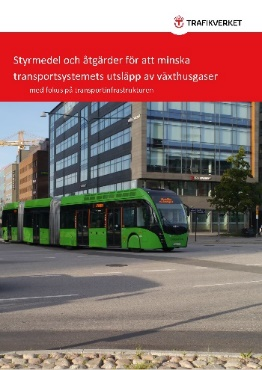 TRAFIKVERKET
Styrmedel och åtgärder för att minska
transportsystemets utsläpp av växthusgaser
med fokus på transportinfrastrukturen